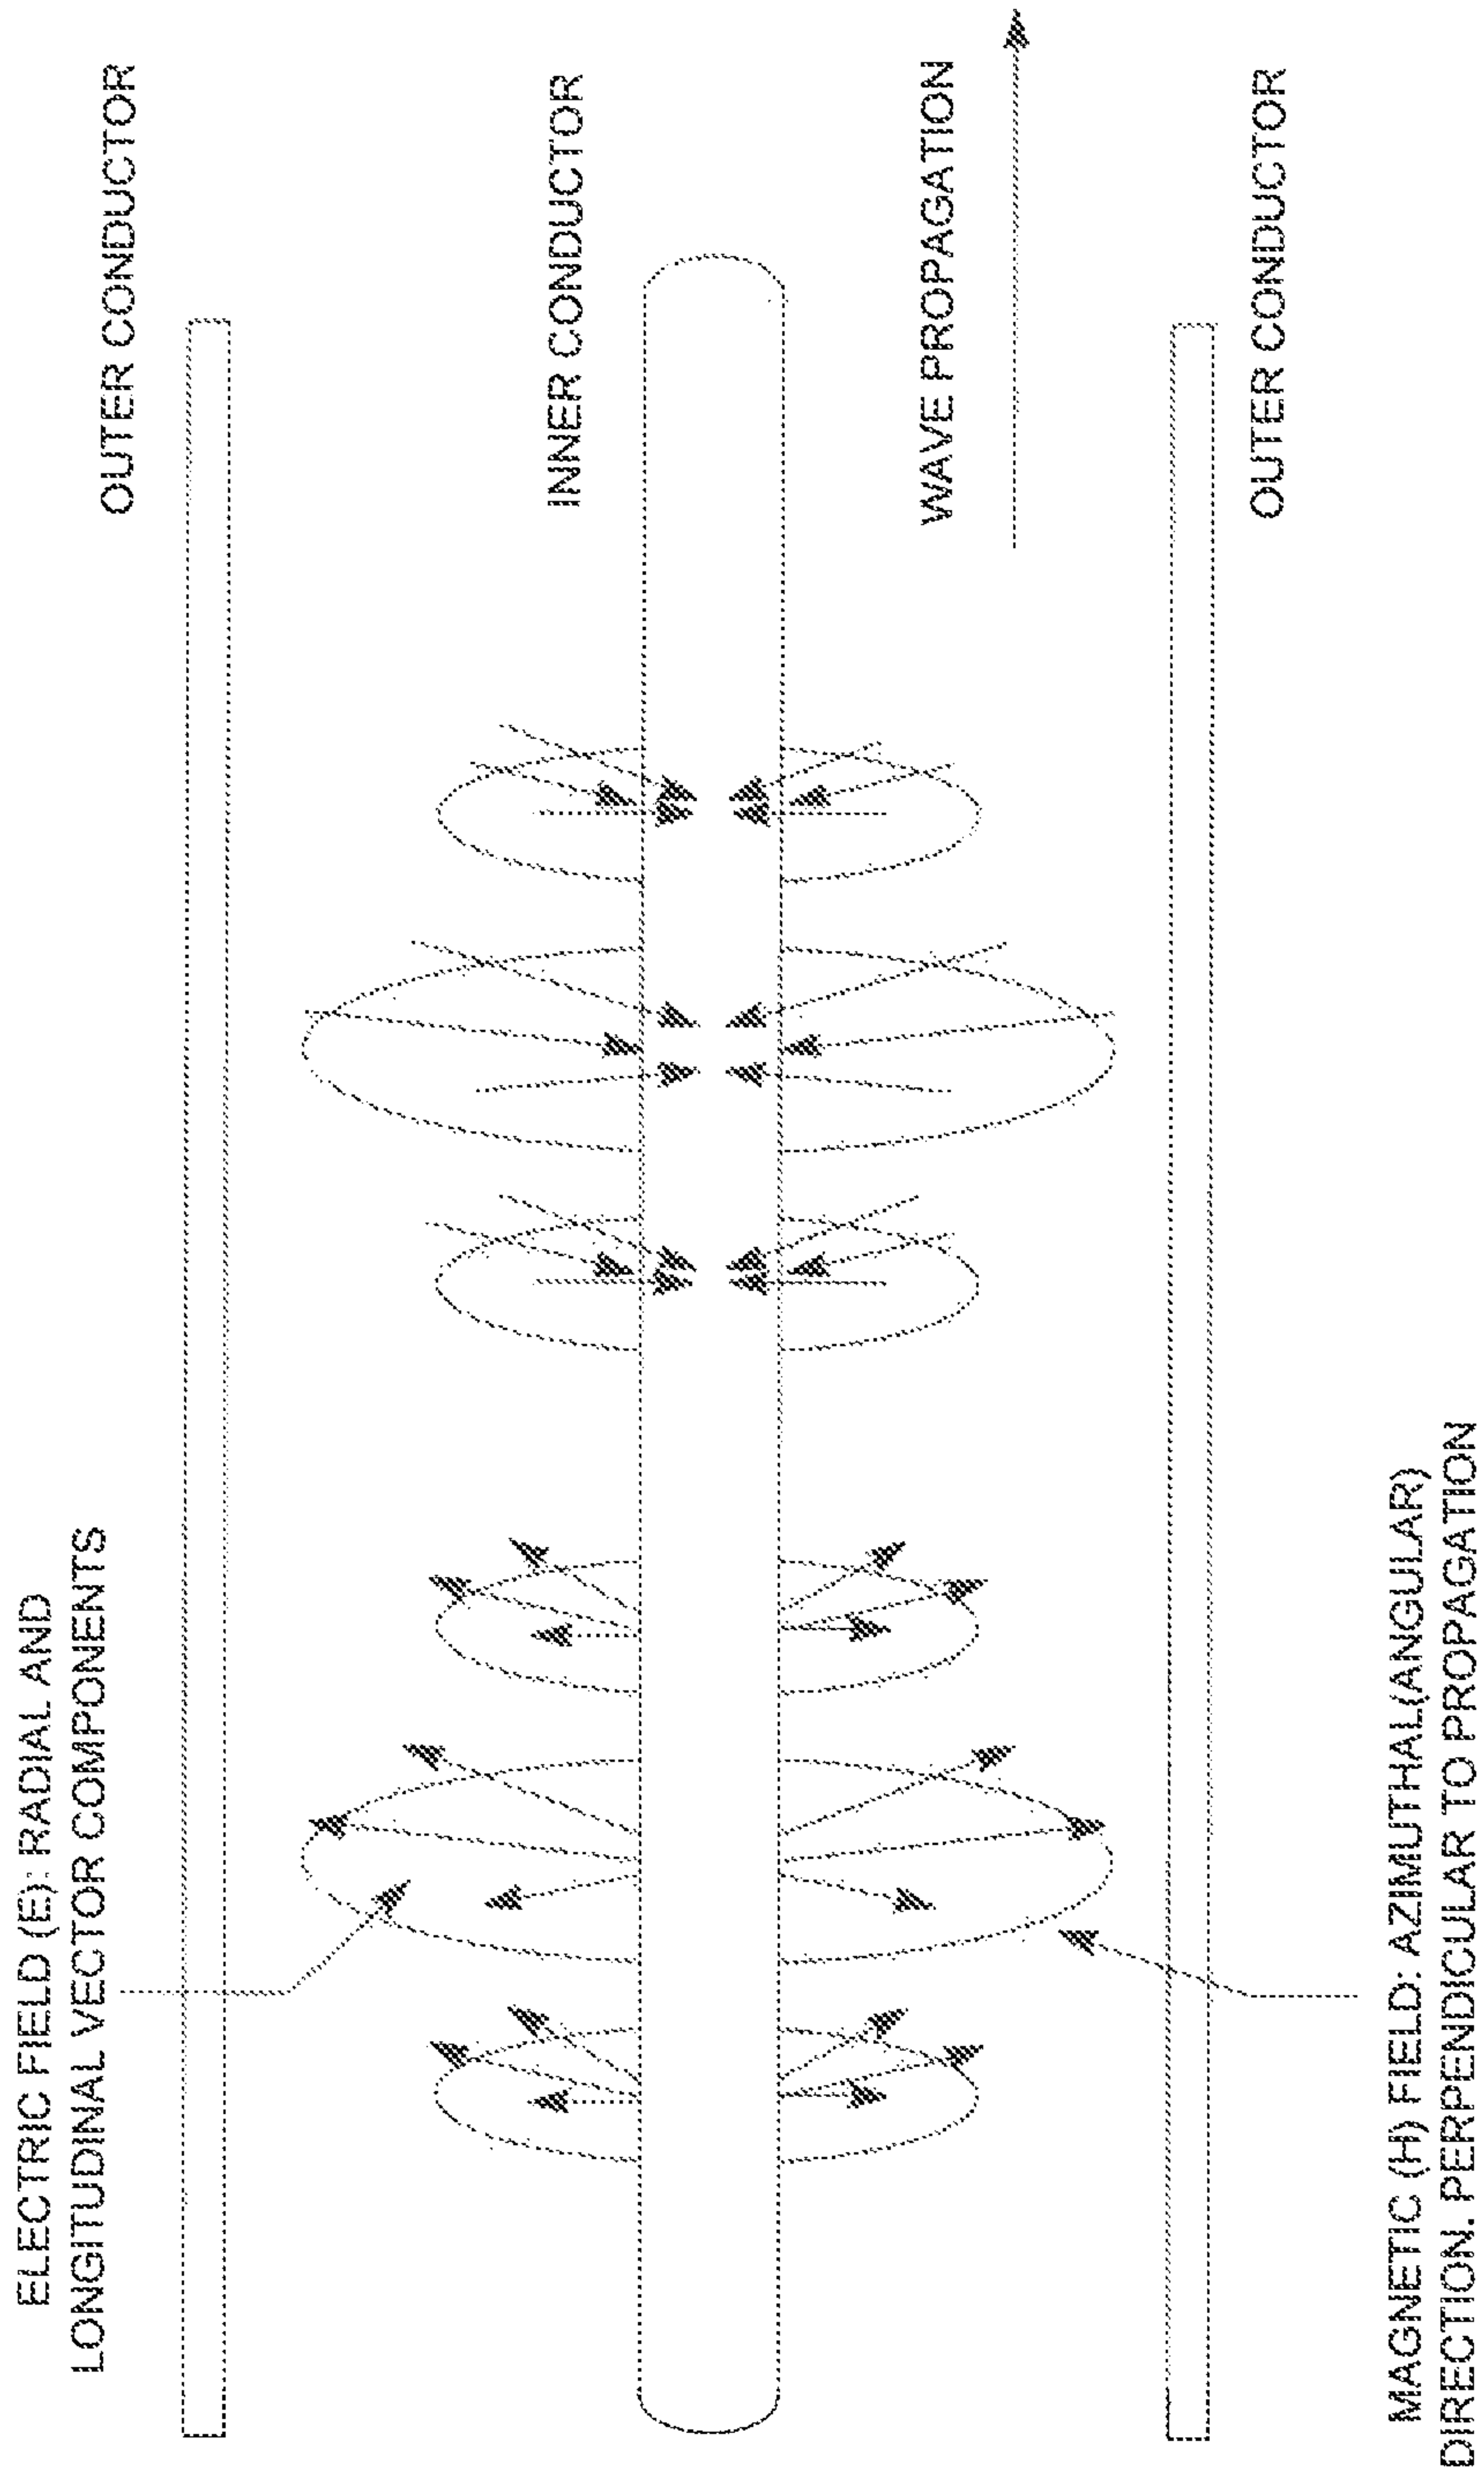 ELECTRIC FIELD (E): RADIAL AND
LONGITUDINAL VECTOR COMPONENTS
OUTER CONDUCTOR
INNER CONDUCTOR
WAVE PROPAGATION
OUTER CONDUCTOR
MAGNETIC (H) FIELD: AZIMUTHAL(ANGULAR)
DIRECTION. PERPENDICULAR TO PROPAGATION